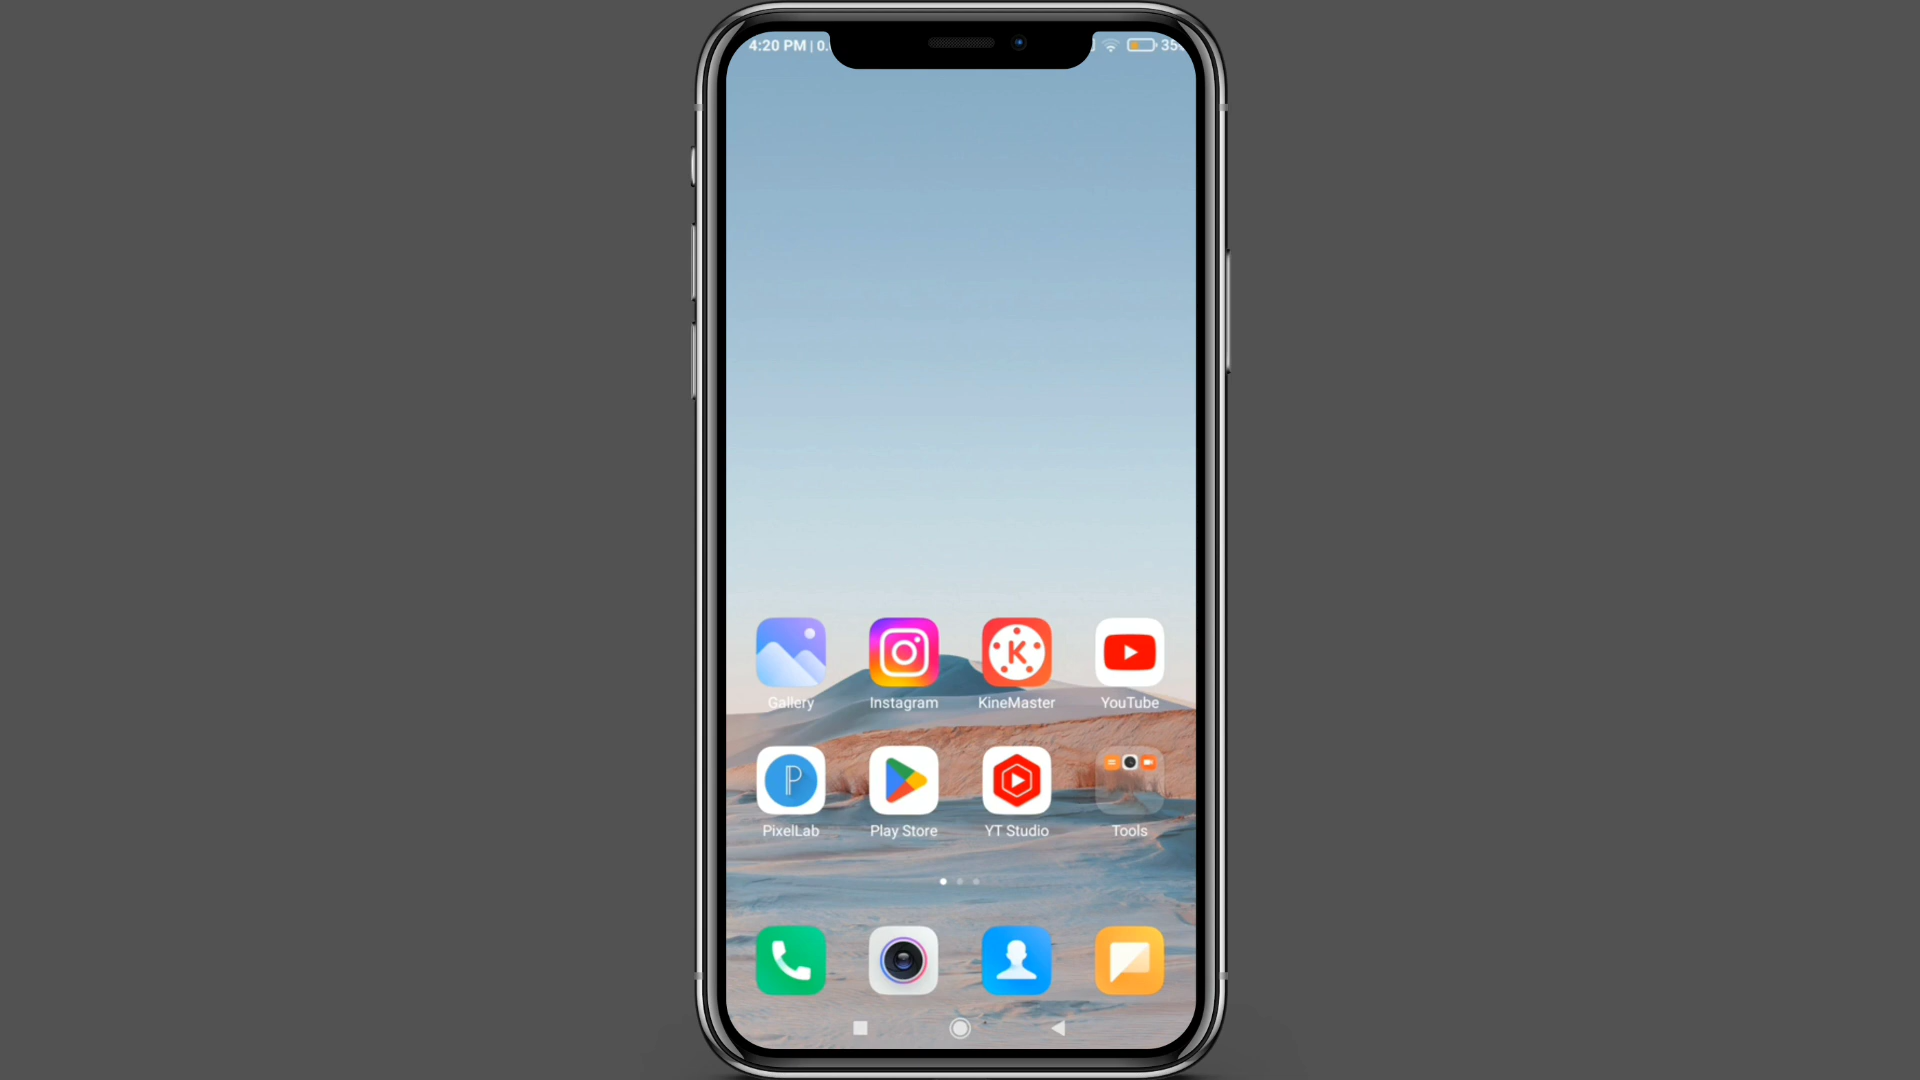 4:20 PM | 0.
35
Gallery
Instagram
KineMaster
YouTube
PixelLab
Play Store
YT Studio
Tools